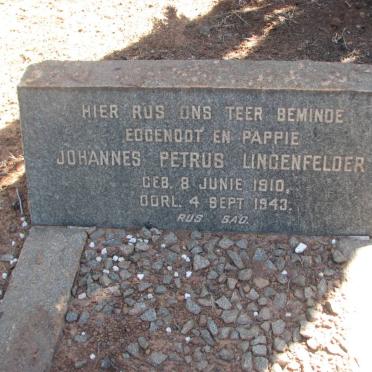 HIER RUS ONS TEER BEMINDE
EGGENOOT EN PAPPIE
JOHANNES PETRUS LINGENFELDER
GEB. 8 JUNIE 1910,
OORL. 4 SEPT 1943.
RUS SAG.